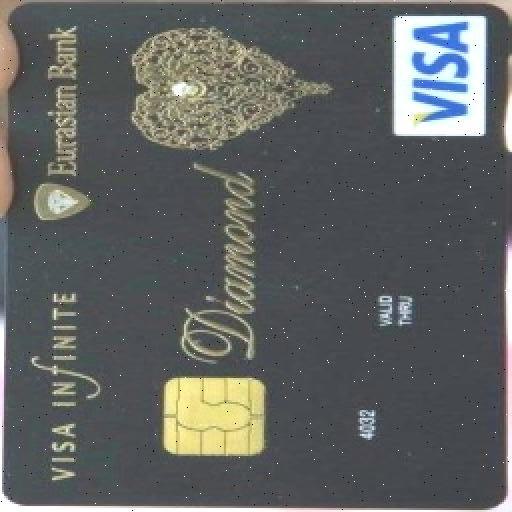 VISA INFINITE
Eurasian Bank
Diamond
4032
VALID
THRU
VISA